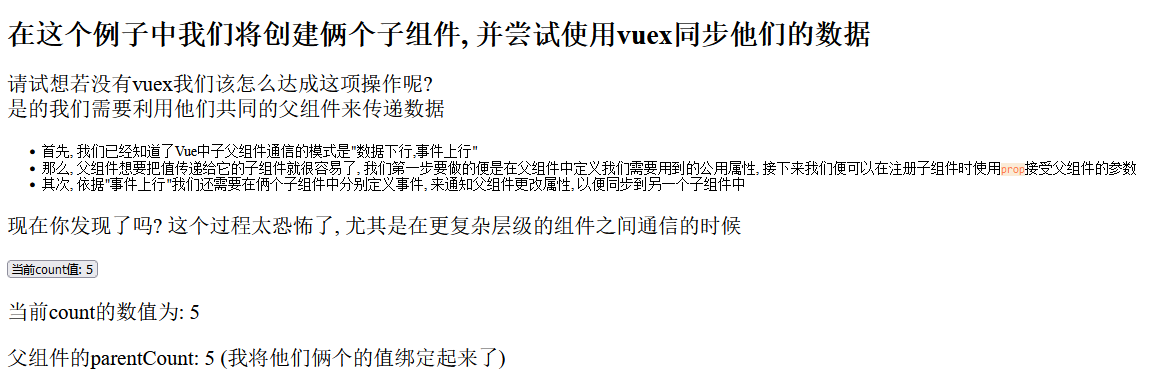 在这个例子中我们将创建俩个子组件, 并尝试使用vuex同步他们的数据
请试想若没有vuex我们该怎么达成这项操作呢?
是的我们需要利用他们共同的父组件来传递数据
首先, 我们已经知道了Vue中子父组件通信的模式是"数据下行,事件上行"
那么, 父组件想要把值传递给它的子组件就很容易了, 我们第一步要做的便是在父组件中定义我们需要用到的公用属性, 接下来我们便可以在注册子组件时使用prop接受父组件的参数
其次, 依据"事件上行"我们还需要在俩个子组件中分别定义事件, 来通知父组件更改属性, 以便同步到另一个子组件中
现在你发现了吗? 这个过程太恐怖了, 尤其是在更复杂层级的组件之间通信的时候
当前count值: 5
当前count的数值为: 5
父组件的parentCount: 5 (我将他们俩个的值绑定起来了)